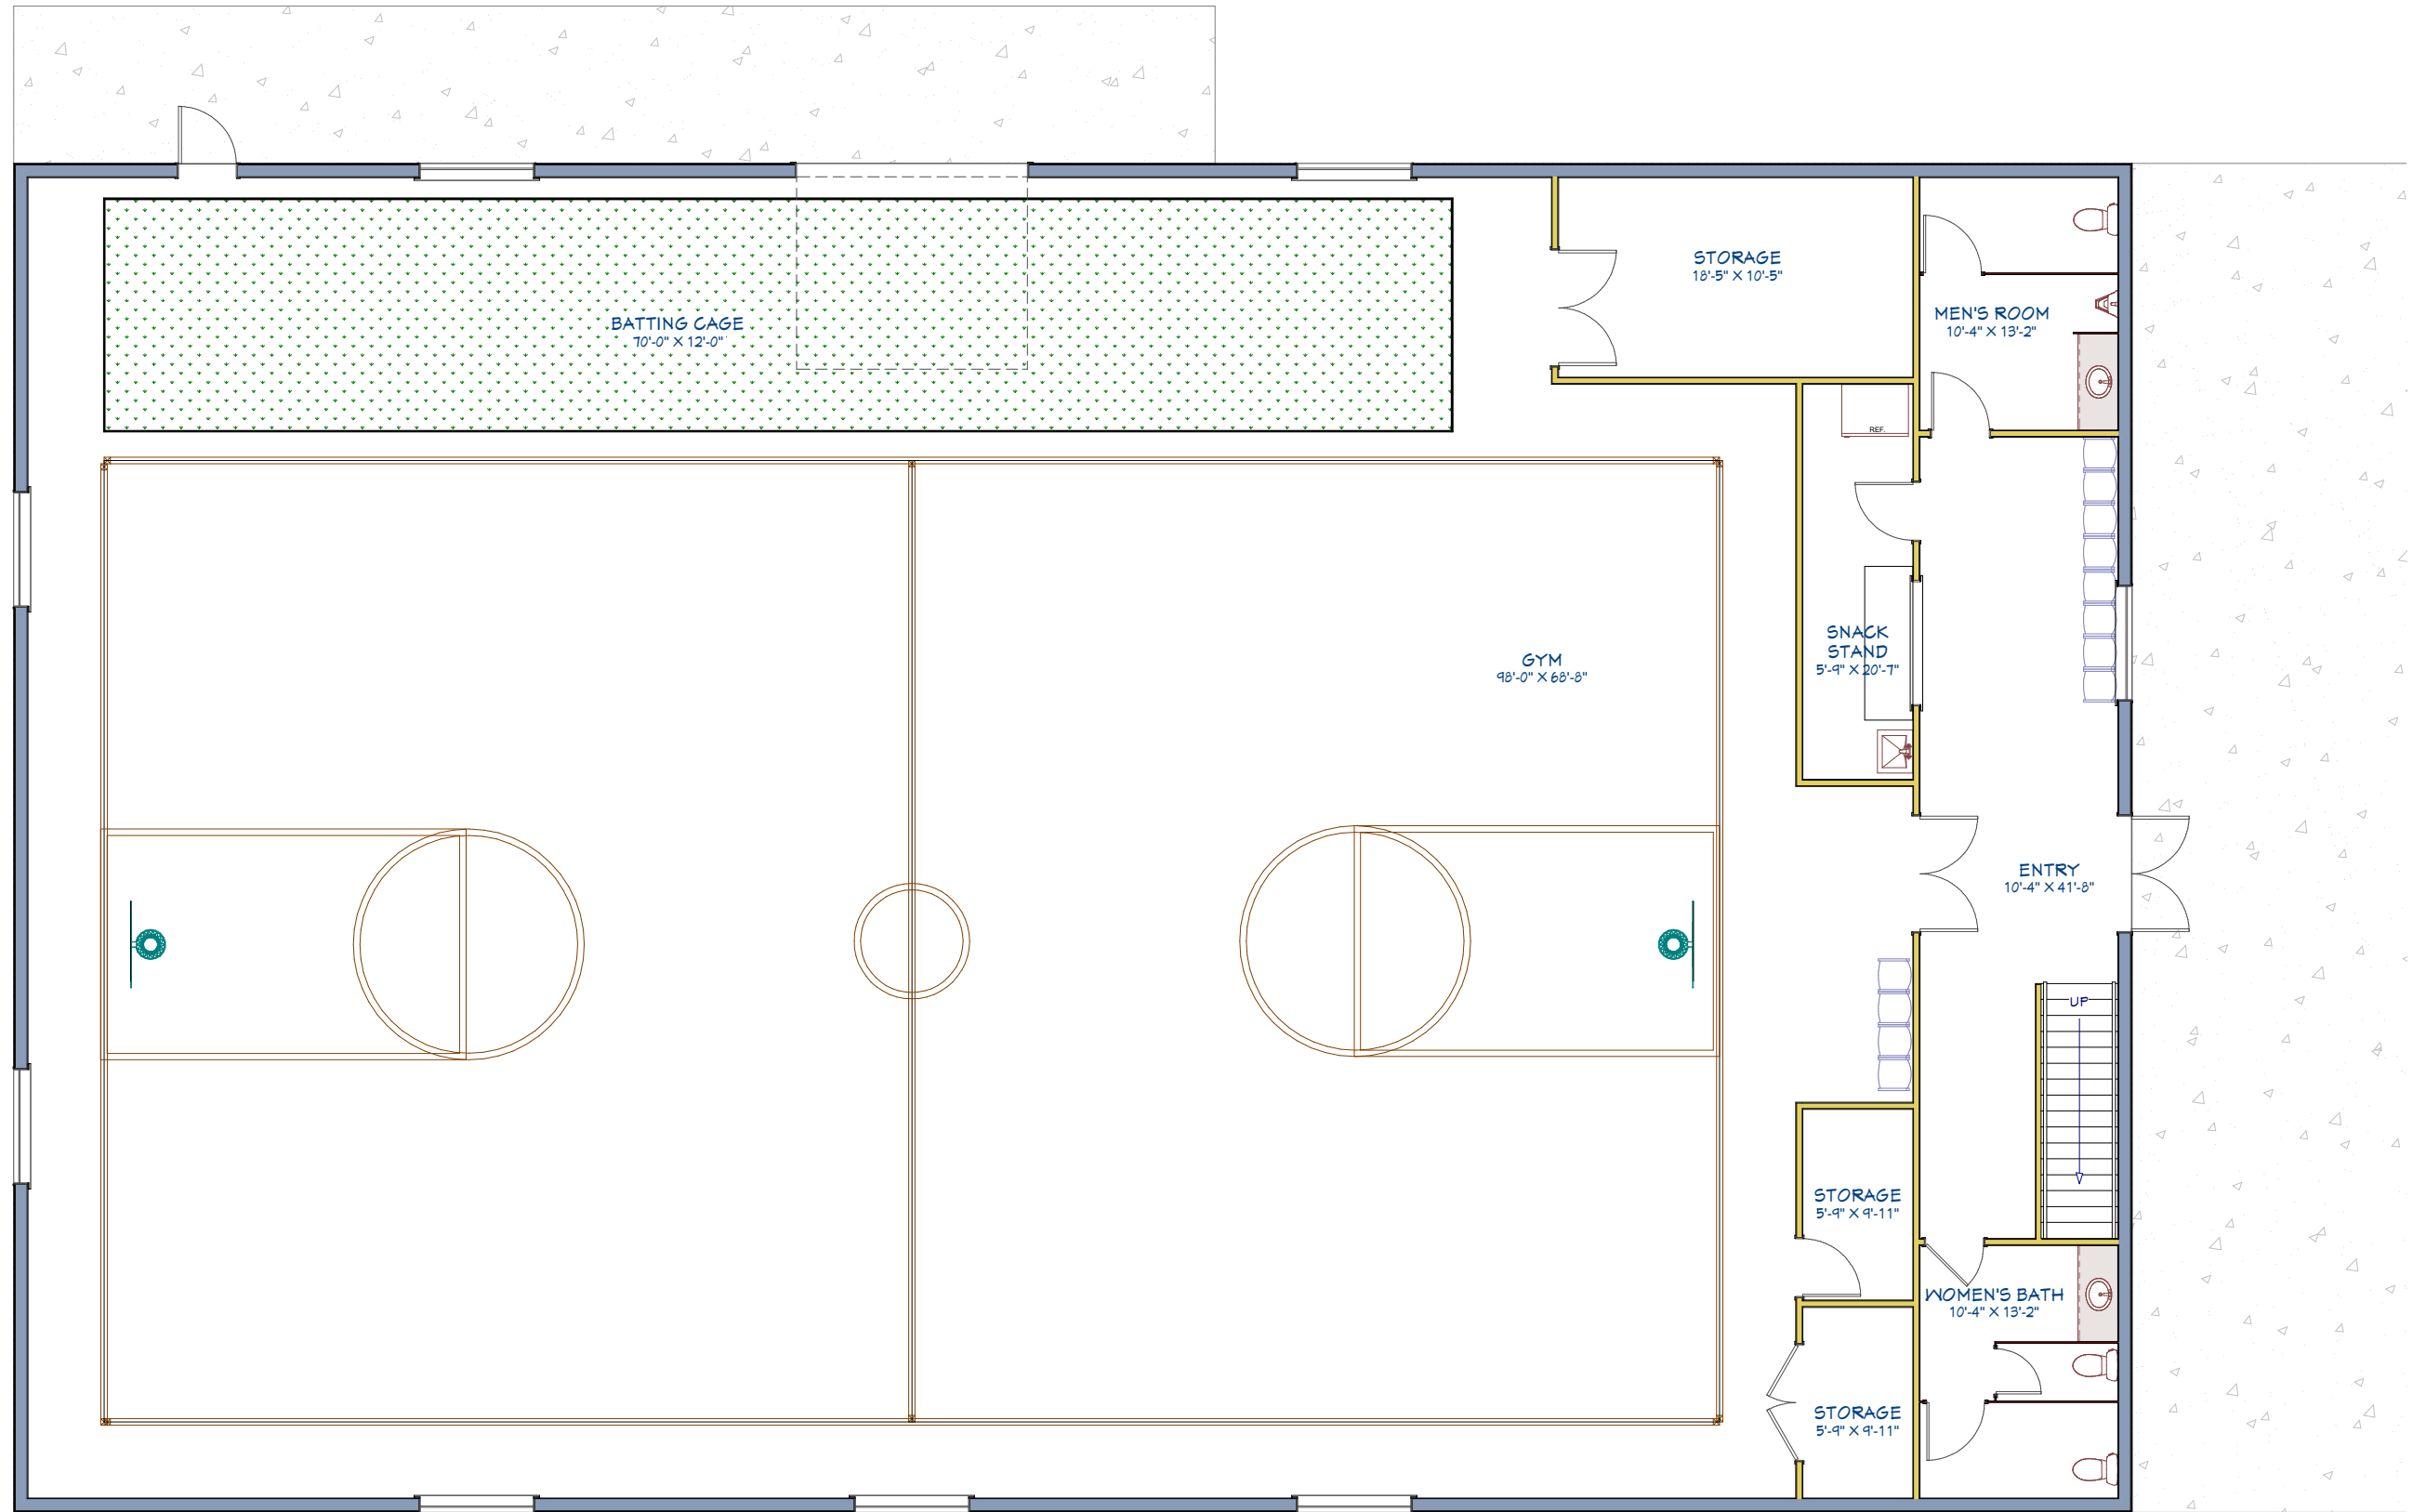 STORAGE
18'-5" X 10'-5"
MEN'S ROOM
10'-4" X 13'-2"
BATTING CAGE
70'-0" X 12'-0"
REF.
SNACK
STAND
5'-9" X 20'-7"
GYM
98'-0" X 68'-8"
ENTRY
10'-4" X 41'-8"
UP
STORAGE
5'-9" X 9'-11"
WOMEN'S BATH
10'-4" X 13'-2"
STORAGE
5'-9" X 9'-11"